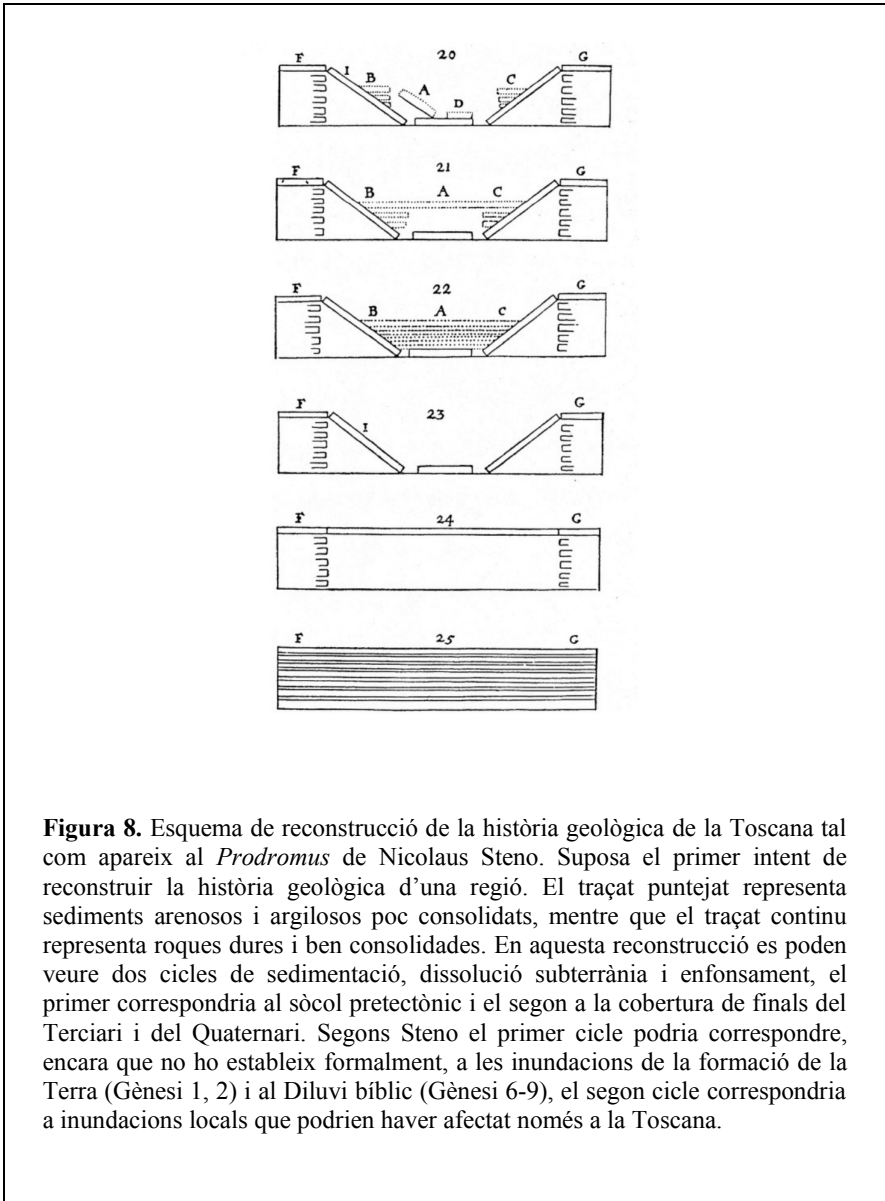 20
F I B A D C G
21
F B A C G
22
F B A C G
F 23 G
I
F 24 G
F 25 G
Figura 8. Esquema de reconstrucció de la història geològica de la Toscana tal
com apareix al Prodromus de Nicolaus Steno. Suposa el primer intent de
reconstruir la història geològica d’una regió. El traçat puntejat representa
sediments arenosos i argilosos poc consolidats, mentre que el traçat continu
representa roques dures i ben consolidades. En aquesta reconstrucció es poden
veure dos cicles de sedimentació, dissolució subterrània i enfonsament, el
primer correspondria al sòcol pretectònic i el segon a la cobertura de finals del
Terciari i del Quaternari. Segons Steno el primer cicle podria correspondre,
encara que no ho estableix formalment, a les inundacions de la formació de la
Terra (Gènesi 1, 2) i al Diluvi bíblic (Gènesi 6-9), el segon cicle correspondria
a inundacions locals que podrien haver afectat només a la Toscana.